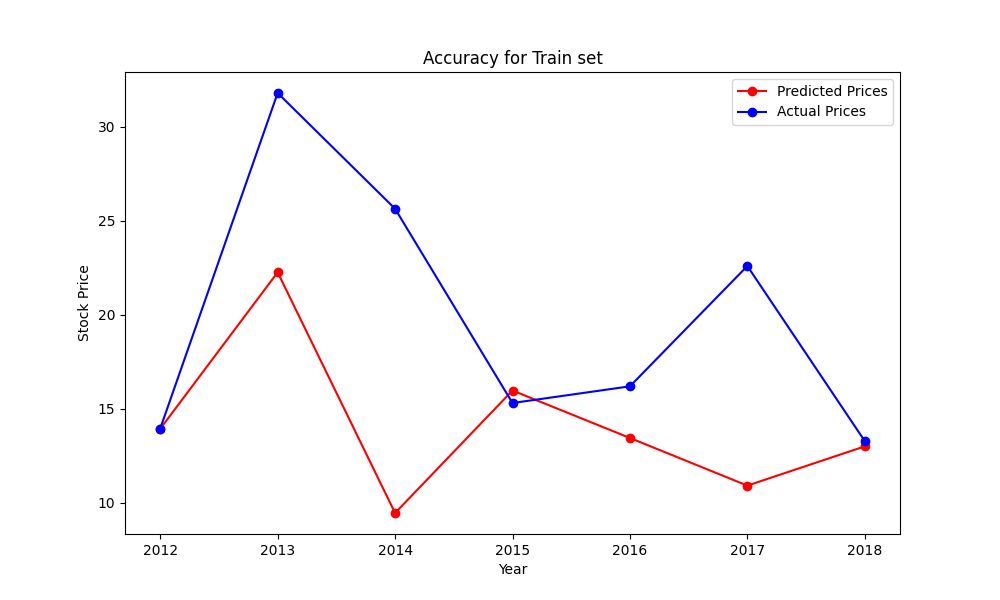 Accuracy for Train set
Predicted Prices
Actual Prices
30
25
20
15
10
Stock Price
2012 2013 2014 2015 2016 2017 2018
Year